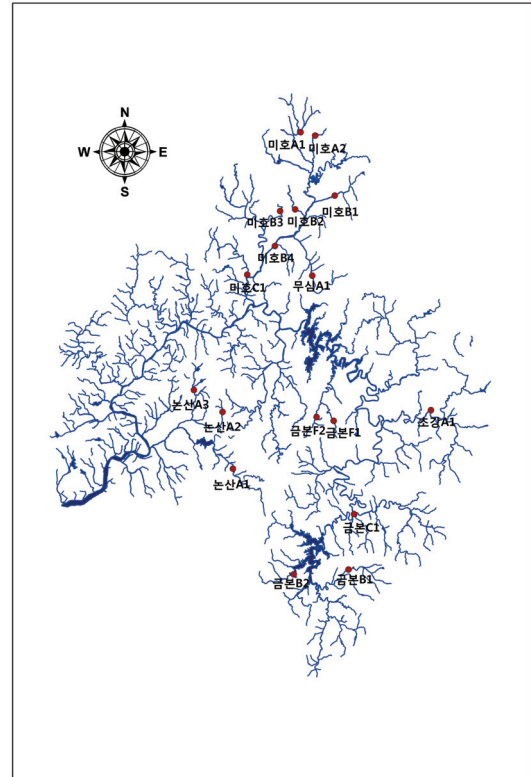 N
W E
S
미호A1
미호A2
미호B1
미호B3
미호B2
미호B4
미호C1
무심A1
논산A3
논산A2
금본F2
금본F1
초강A1
논산A1
금본C1
금본B2
금본B1